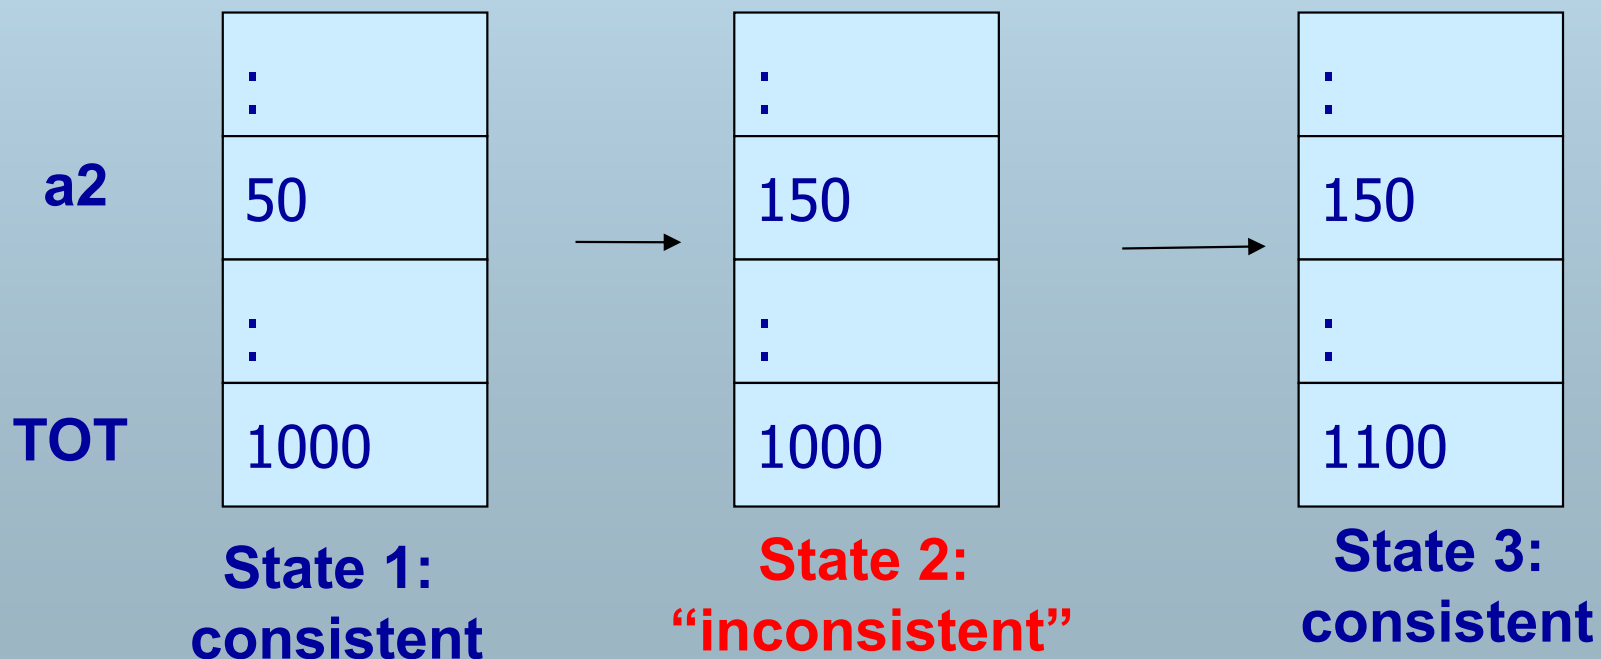 : : :
a2 50 150 150
: : :
TOT 1000 1000 1100
State 1: State 2: State 3:
consistent “inconsistent” consistent